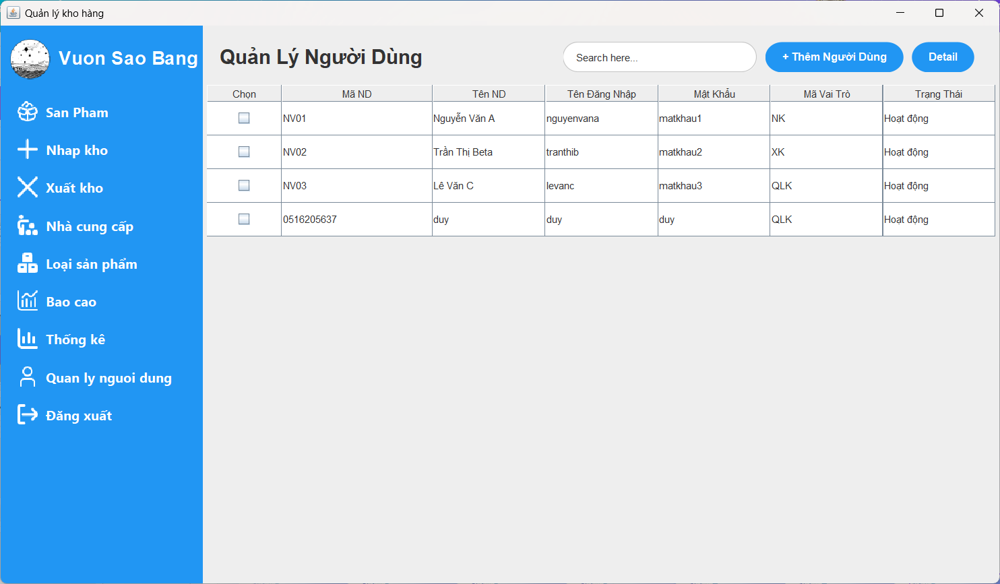 Quản lý kho hàng
Vuon Sao Bang
San Pham
Nhap kho
Xuất kho
Nhà cung cấp
Loại sản phẩm
Bao cao
Thống kê
Quan ly nguoi dung
Đăng xuất
Quản Lý Người Dùng
Search here...
+ Thêm Người Dùng
Detail
Chọn Mã ND Tên ND Tên Đăng Nhập Mật Khẩu Mã Vai Trò Trạng Thái
NV01 Nguyễn Văn A nguyenvana matkhau1 NK Hoạt động
NV02 Trần Thị Beta tranthib matkhau2 XK Hoạt động
NV03 Lê Văn C levanc matkhau3 QLK Hoạt động
0516205637 duy duy duy QLK Hoạt động